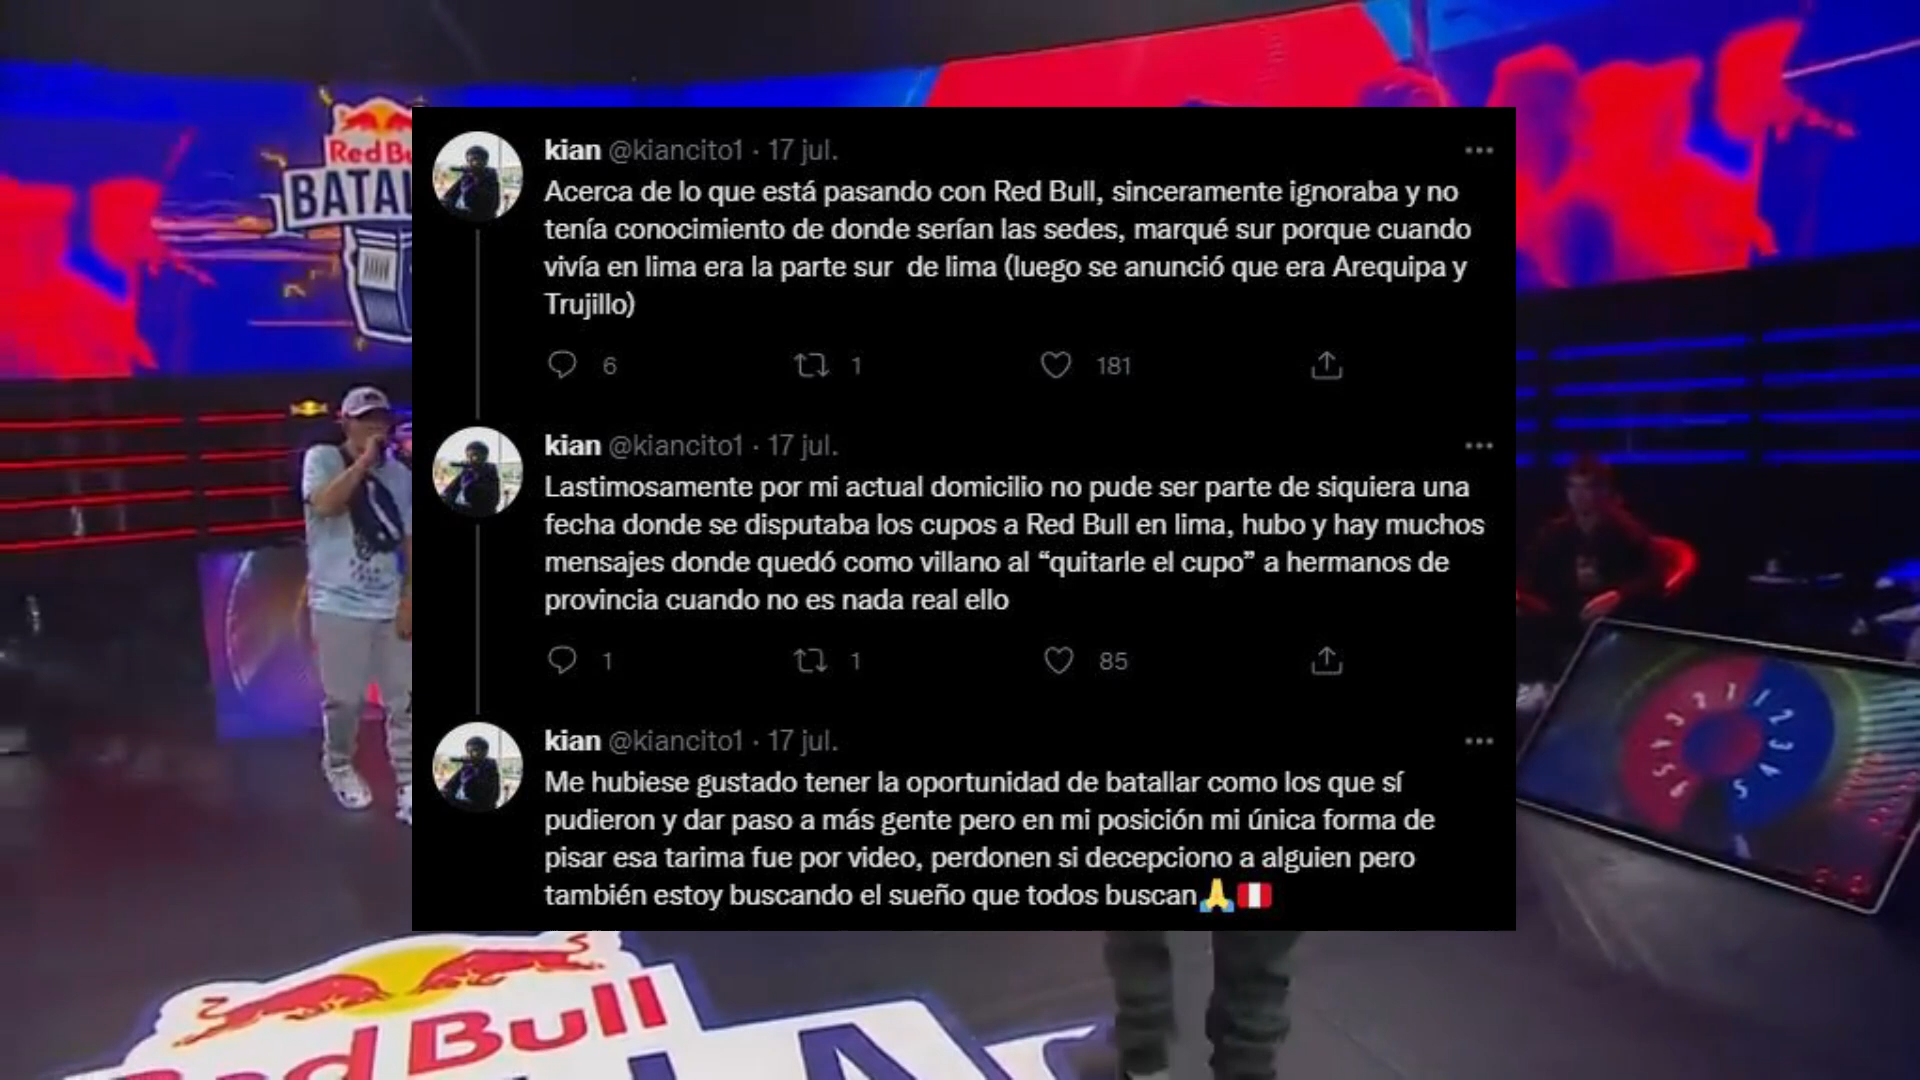 Red Bu
BATAL
kian @kiancito1 · 17 jul.
Acerca de lo que está pasando con Red Bull, sinceramente ignoraba y no
tenía conocimiento de donde serían las sedes, marqué sur porque cuando
vivía en lima era la parte sur  de lima (luego se anunció que era Arequipa y
Trujillo)
6 1 181
kian @kiancito1 · 17 jul.
Lastimosamente por mi actual domicilio no pude ser parte de siquiera una
fecha donde se disputaba los cupos a Red Bull en lima, hubo y hay muchos
mensajes donde quedó como villano al “quitarle el cupo” a hermanos de
provincia cuando no es nada real ello
1 1 85
kian @kiancito1 · 17 jul.
Me hubiese gustado tener la oportunidad de batallar como los que sí
pudieron y dar paso a más gente pero en mi posición mi única forma de
pisar esa tarima fue por video, perdonen si decepciono a alguien pero
también estoy buscando el sueño que todos buscan🙏🇵🇪
Red Bull